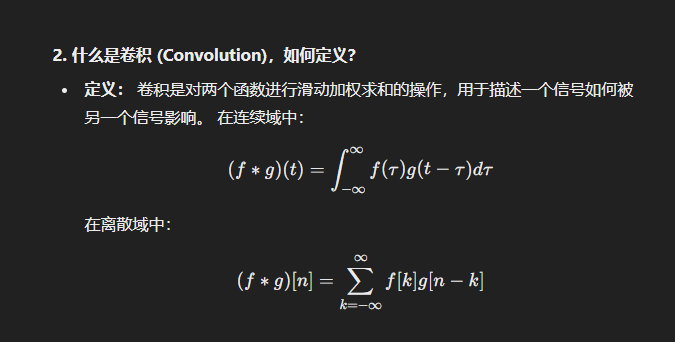 2. 什么是卷积 (Convolution)，如何定义？
• 定义： 卷积是对两个函数进行滑动加权求和的操作，用于描述一个信号如何被
另一个信号影响。 在连续域中：
(f ∗ g)(t) = ∫_{−∞}^{∞} f(τ)g(t − τ)dτ
在离散域中：
(f ∗ g)[n] = ∑_{k=−∞}^{∞} f[k]g[n − k]